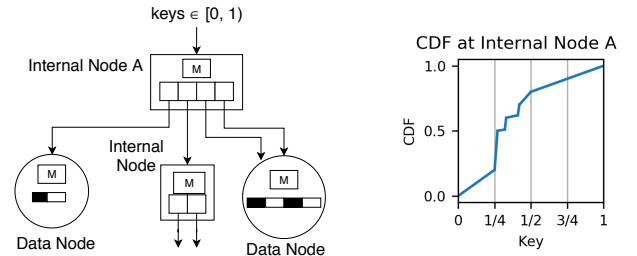 keys ∈ [0, 1)
Internal Node A
M
Internal
Node
M
M
M
Data Node
Data Node
CDF at Internal Node A
1.0
0.5
0.0
CDF
0
1/4
1/2
3/4
1
Key